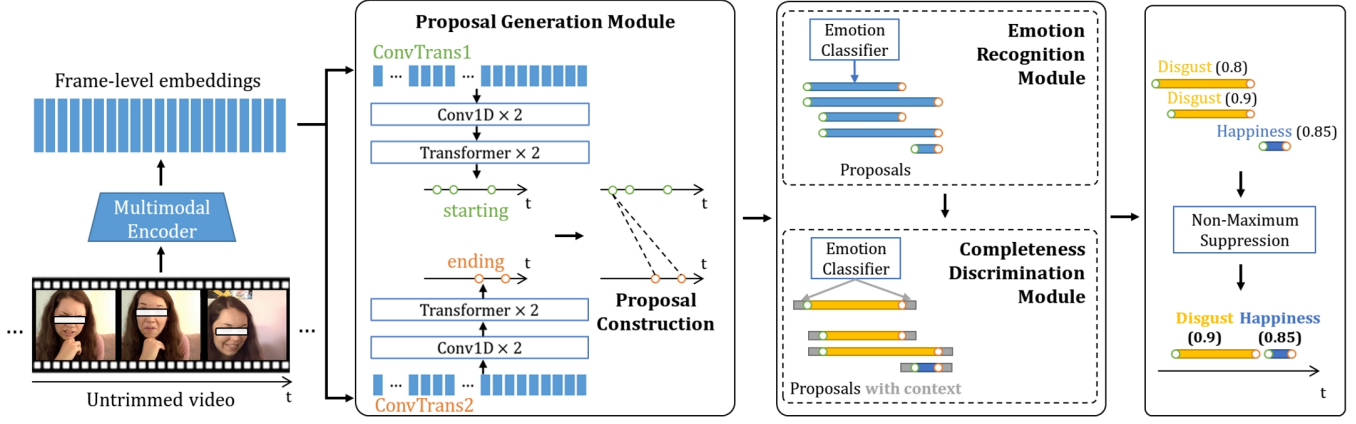 Frame-level embeddings
Multimodal
Encoder
...
...
Untrimmed video
t
Proposal Generation Module
ConvTrans1
...
...
Conv1D × 2
Transformer × 2
t
starting
ending
t
Transformer × 2
Conv1D × 2
...
...
ConvTrans2
t
t
Proposal
Construction
Emotion
Classifier
Emotion
Recognition
Module
Proposals
Emotion
Classifier
Completeness
Discrimination
Module
Proposals with context
Disgust (0.8)
Disgust (0.9)
Happiness (0.85)
Non-Maximum
Suppression
Disgust Happiness
(0.9) (0.85)
t